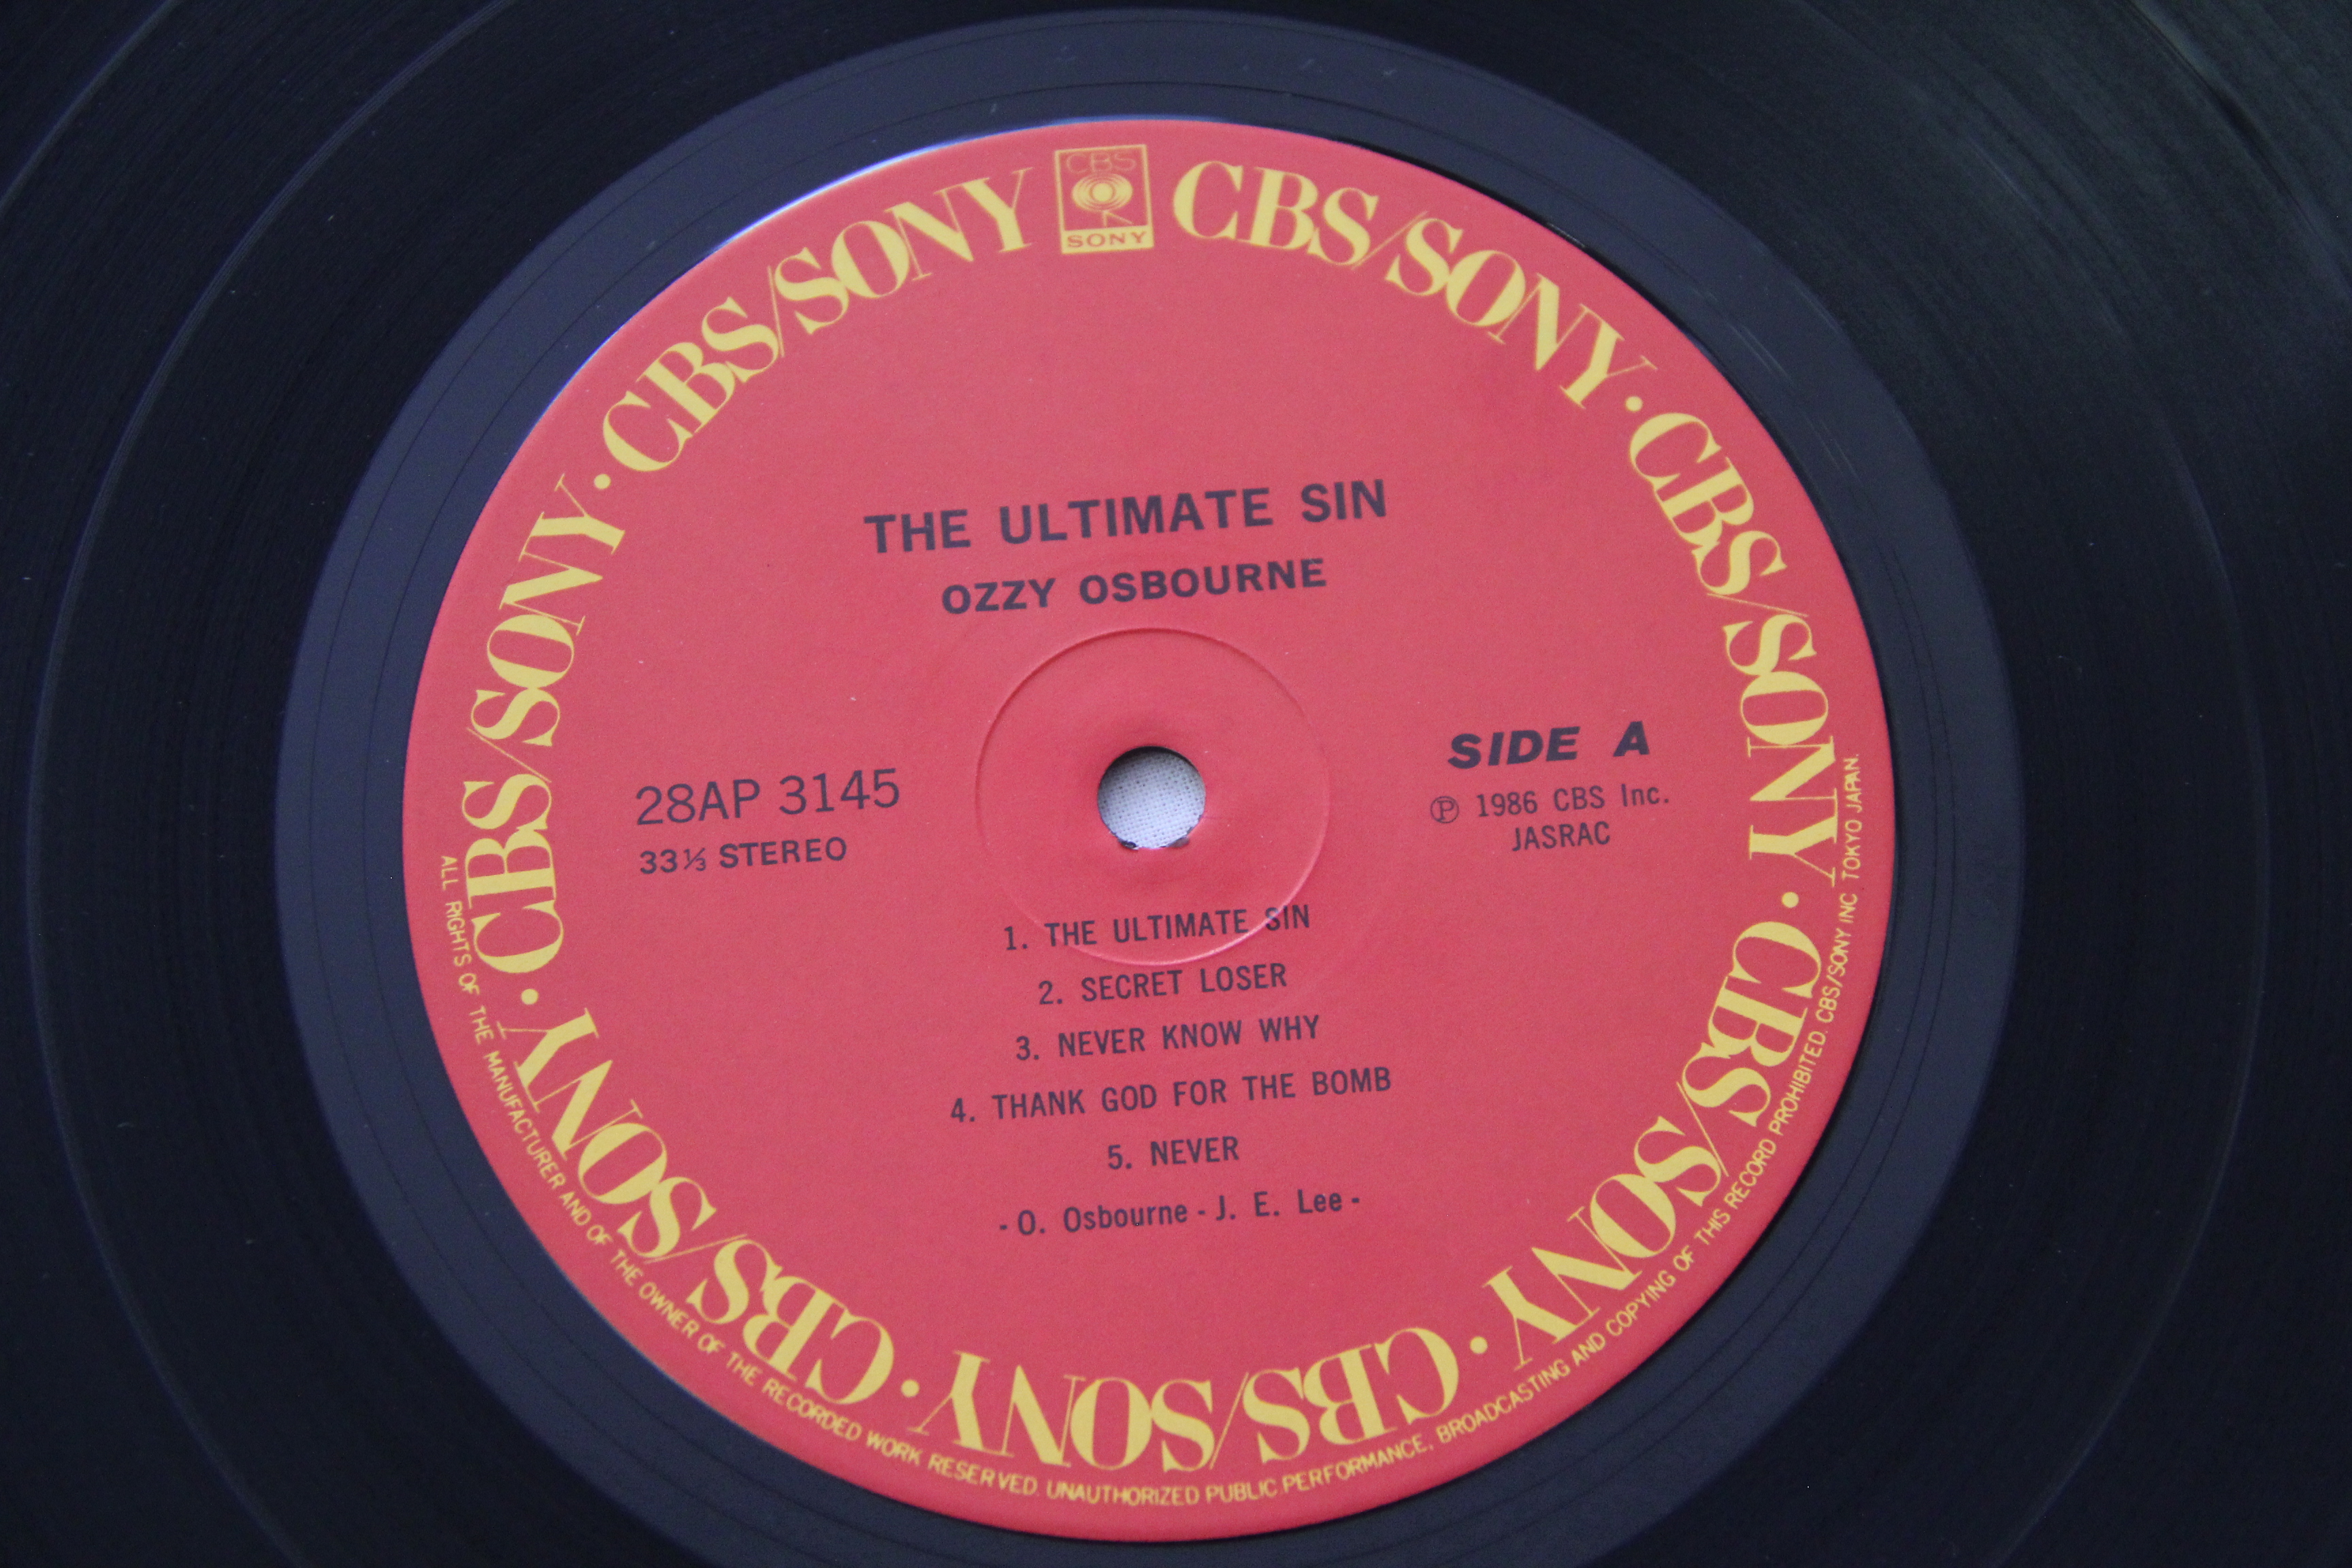 CBS
SONY
CBS/SONY · CBS/SONY · CBS/SONY · CBS/SONY · CBS/SONY · CBS/SONY · CBS/SONY · CBS/SONY
THE ULTIMATE SIN
OZZY OSBOURNE
28AP 3145
33⅓ STEREO
SIDE A
Ⓟ 1986 CBS Inc.
JASRAC
1. THE ULTIMATE SIN
2. SECRET LOSER
3. NEVER KNOW WHY
4. THANK GOD FOR THE BOMB
5. NEVER
- O. Osbourne - J. E. Lee -
ALL RIGHTS OF THE MANUFACTURER AND OF THE OWNER OF THE RECORDED WORK RESERVED. UNAUTHORIZED PUBLIC PERFORMANCE, BROADCASTING AND COPYING OF THIS RECORD PROHIBITED. CBS/SONY INC TOKYO JAPAN.